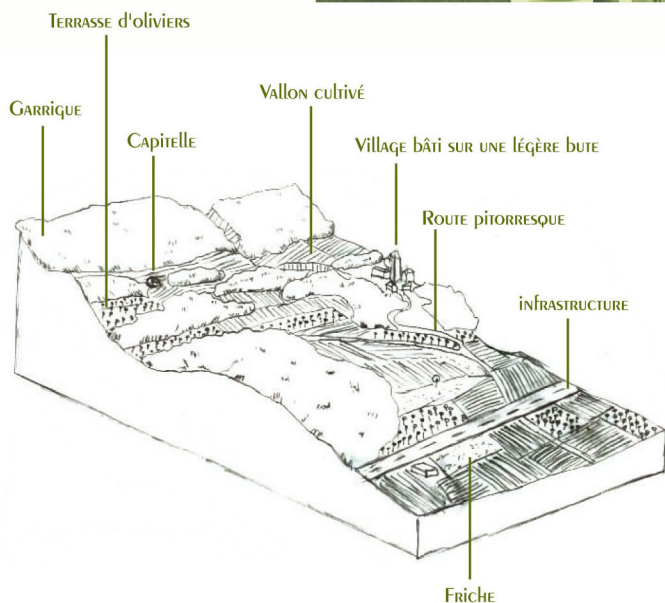 Terrasse d'oliviers
Garrigue
Capitelle
Vallon cultivé
Village bâti sur une légère bute
Route pitorresque
infrastructure
Friche